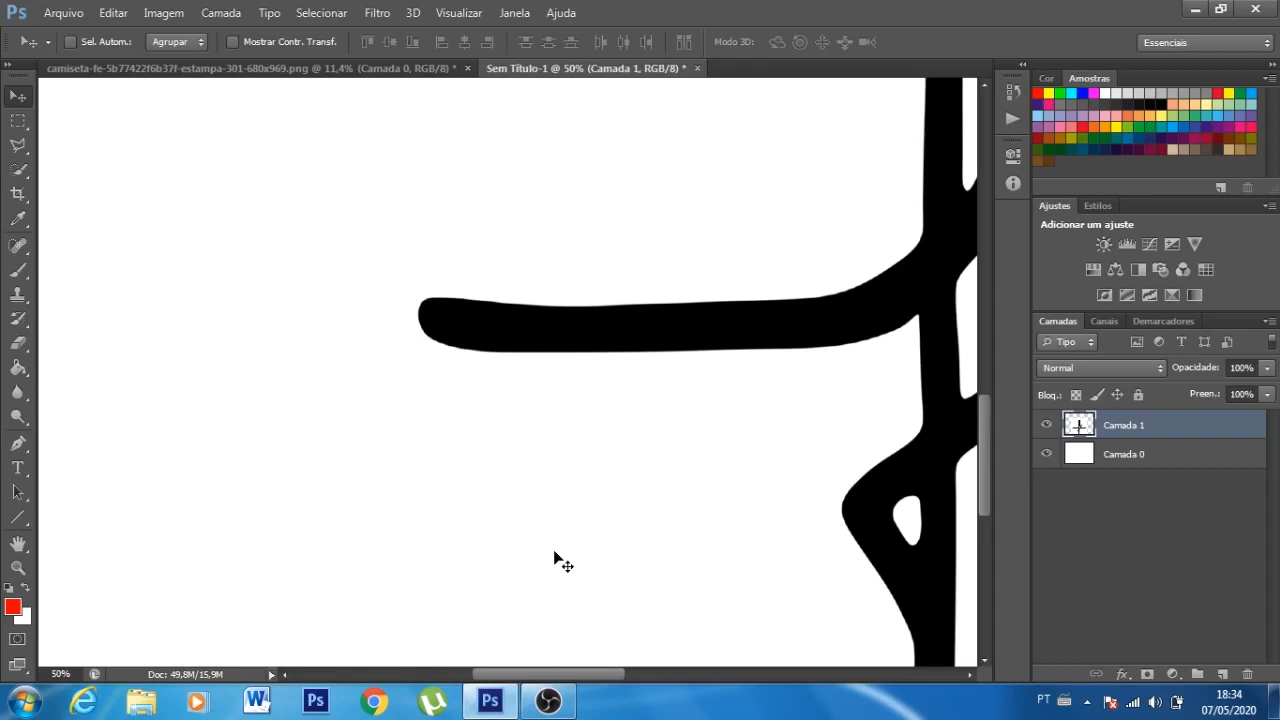 Ps Arquivo Editar Imagem Camada Tipo Selecionar Filtro 3D Visualizar Janela Ajuda
Sel. Autom.: Agrupar Mostrar Contr. Transf. Modo 3D: Essenciais
camiseta-fe-5b77422f6b37f-estampa-301-680x969.png @ 11,4% (Camada 0, RGB/8) * × Sem Título-1 @ 50% (Camada 1, RGB/8) * ×
Cor Amostras
Ajustes Estilos
Adicionar um ajuste
Camadas Canais Demarcadores
Tipo
Normal Opacidade: 100%
Bloq.: Preen.: 100%
Camada 1
Camada 0
T
50% Doc: 49,8M/15,9M
W Ps Ps PT 18:34
07/05/2020